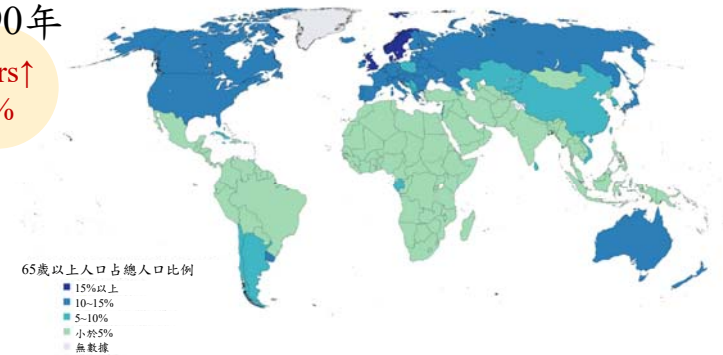 90年
rs↑
%
65歲以上人口占總人口比例
15%以上
10~15%
5~10%
小於5%
無數據